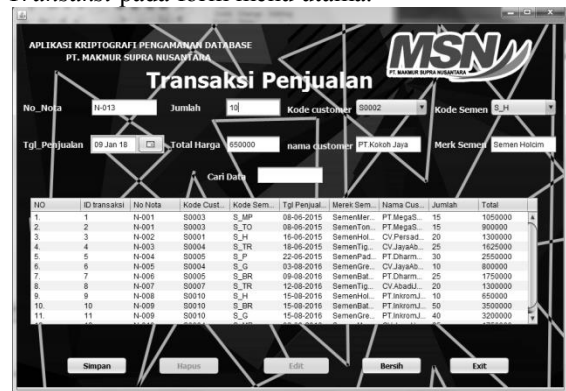 Transaksi pada form menu utama.
APLIKASI KRIPTOGRAFI PENGAMANAN DATABASE
PT. MAKMUR SUPRA NUSANTARA
MSN
PT. MAKMUR SUPRA NUSANTARA
Transaksi Penjualan
No_Nota N-013 Jumlah 10 Kode customer S0002 Kode Semen S_H
Tgl_Penjualan 09 Jan 18 Total Harga 650000 nama customer PT.Kokoh Jaya Merk Semen Semen Holcim
Cari Data
NO ID transaksi No Nota Kode Cust... Kode Sem... Tgl Penjual... Merek Sem... Nama Cus... Jumlah Total
1. 1 N-001 S0003 S_MP 08-06-2015 SemenMer... PT.MegaS... 15 1050000
2. 2 N-001 S0003 S_TO 08-06-2015 SemenTon... PT.MegaS... 15 900000
3. 3 N-002 S0001 S_H 16-06-2015 SemenHol... CV.Persad... 20 1300000
4. 4 N-003 S0004 S_TR 18-06-2015 SemenTig... CV.JayaAb... 25 1625000
5. 5 N-004 S0005 S_P 22-06-2015 SemenPad... PT.Dharm... 30 2550000
6. 6 N-005 S0004 S_G 03-08-2016 SemenGre... CV.JayaAb... 10 800000
7. 7 N-006 S0005 S_BR 09-08-2016 SemenBat... PT.Dharm... 25 1750000
8. 8 N-007 S0007 S_TR 12-08-2016 SemenTig... CV.AbadiJ... 20 1300000
9. 9 N-008 S0010 S_H 15-08-2016 SemenHol... PT.InkromJ... 10 650000
10. 10 N-009 S0010 S_BR 15-08-2016 SemenBat... PT.InkromJ... 50 3500000
11. 11 N-009 S0010 S_G 15-08-2016 SemenGre... PT.InkromJ... 40 3200000
Simpan Hapus Edit Bersih Exit